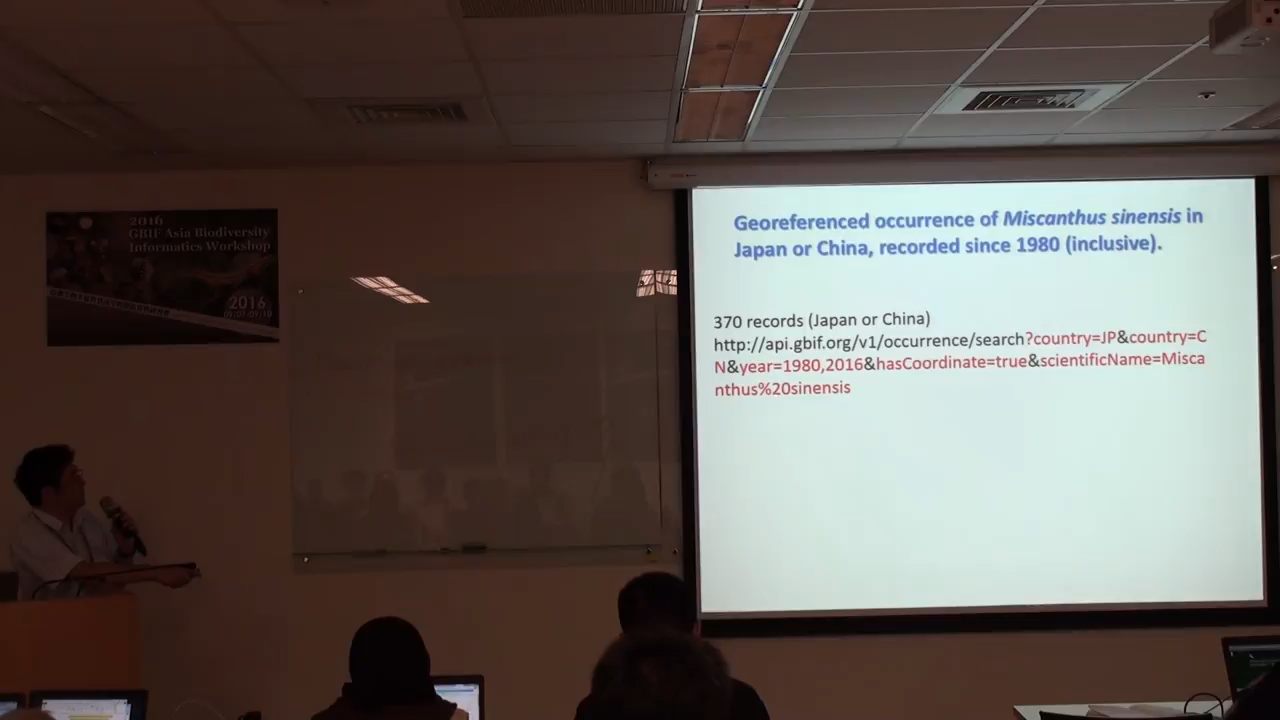 2016
GBIF Asia Biodiversity
Informatics Workshop
2016
Georeferenced occurrence of Miscanthus sinensis in
Japan or China, recorded since 1980 (inclusive).
370 records (Japan or China)
http://api.gbif.org/v1/occurrence/search?country=JP&country=C
N&year=1980,2016&hasCoordinate=true&scientificName=Misca
nthus%20sinensis